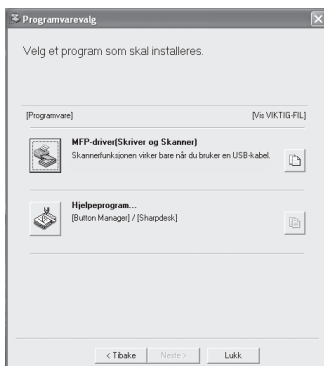 Programvarevalg
Velg et program som skal installeres.
[Programvare] [Vis VIKTIG-FIL]
MFP-driver(Skriver og Skanner)
Skannerfunksjonen virker bare når du bruker en USB-kabel.
Hjelpeprogram...
[Button Manager] / [Sharpdesk]
< Tibake Neste > Lukk